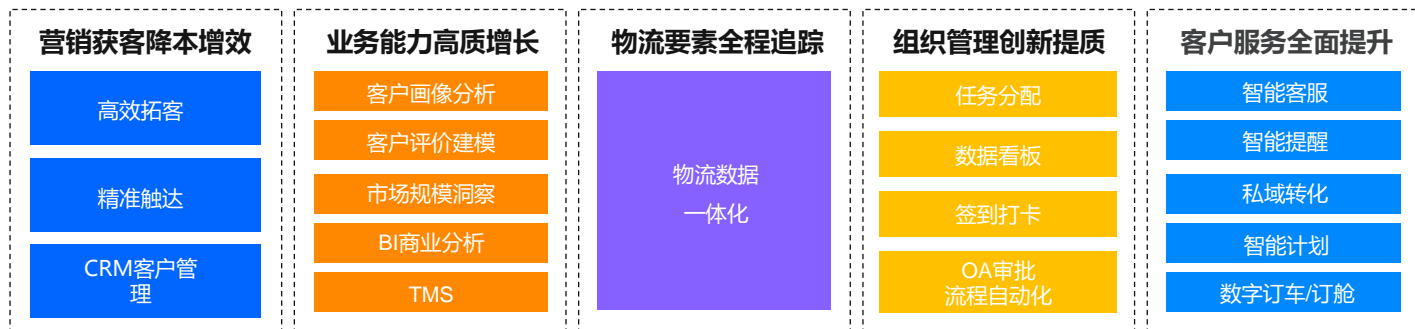 营销获客降本增效
高效拓客
精准触达
CRM客户管
理
业务能力高质增长
客户画像分析
客户评价建模
市场规模洞察
BI商业分析
TMS
物流要素全程追踪
物流数据
一体化
组织管理创新提质
任务分配
数据看板
签到打卡
OA审批
流程自动化
客户服务全面提升
智能客服
智能提醒
私域转化
智能计划
数字订车/订舱